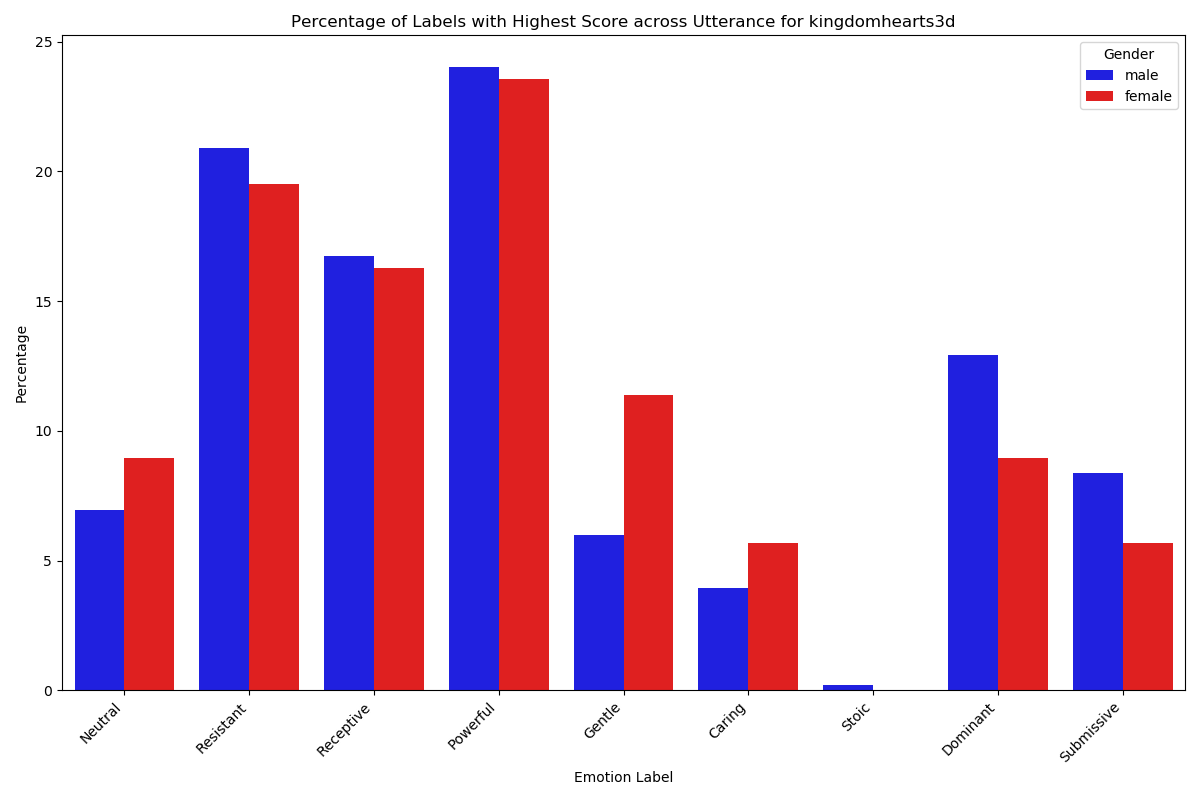 Percentage of Labels with Highest Score across Utterance for kingdomhearts3d
Gender
male
female
Percentage
25
20
15
10
5
0
Neutral
Resistant
Receptive
Powerful
Gentle
Caring
Stoic
Dominant
Submissive
Emotion Label